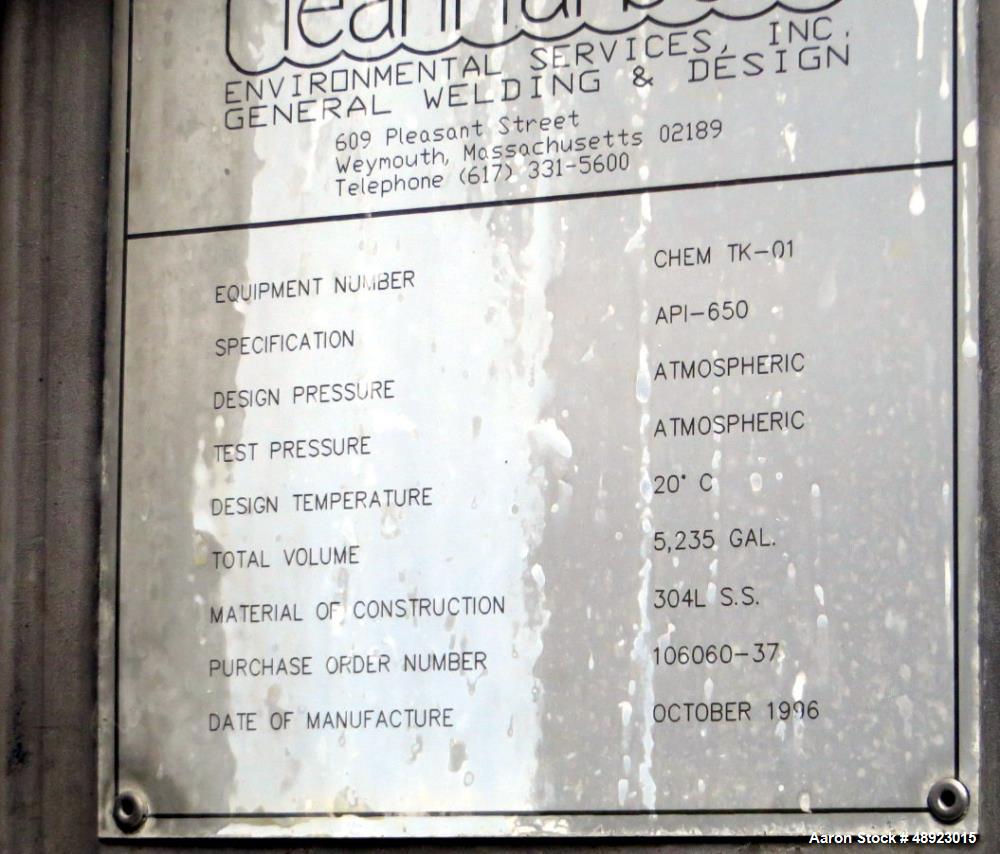 ENVIRONMENTAL SERVICES, INC.
GENERAL WELDING & DESIGN
609 Pleasant Street
Weymouth, Massachusetts 02189
Telephone (617) 331-5600
EQUIPMENT NUMBER CHEM TK-01
SPECIFICATION API-650
DESIGN PRESSURE ATMOSPHERIC
TEST PRESSURE ATMOSPHERIC
DESIGN TEMPERATURE 20° C
TOTAL VOLUME 5,235 GAL.
MATERIAL OF CONSTRUCTION 304L S.S.
PURCHASE ORDER NUMBER 106060-37
DATE OF MANUFACTURE OCTOBER 1996
Aaron Stock # 48923015